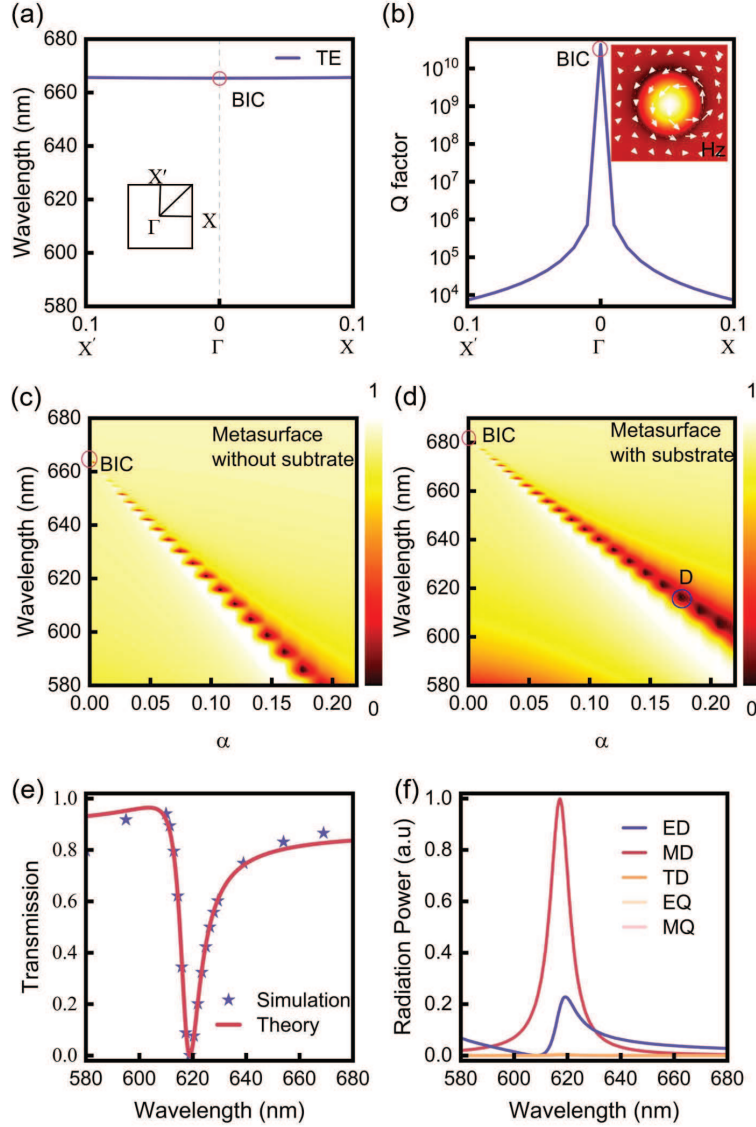 (a)
680
660
640
620
600
580
Wavelength (nm)
TE
BIC
X′
Γ
X
0.1
0
0.1
X′
Γ
X
(b)
10¹⁰
10⁹
10⁸
10⁷
10⁶
10⁵
10⁴
Q factor
BIC
Hz
0.1
0
0.1
X′
Γ
X
(c)
680
660
640
620
600
580
Wavelength (nm)
BIC
Metasurface
without subtrate
1
0
0.00
0.05
0.10
0.15
0.20
α
(d)
680
660
640
620
600
580
Wavelength (nm)
BIC
Metasurface
with substrate
D
1
0
0.00
0.05
0.10
0.15
0.20
α
(e)
1.0
0.8
0.6
0.4
0.2
0.0
Transmission
Simulation
Theory
580
600
620
640
660
680
Wavelength (nm)
(f)
1.0
0.8
0.6
0.4
0.2
0.0
Radiation Power (a.u)
ED
MD
TD
EQ
MQ
580
600
620
640
660
680
Wavelength (nm)